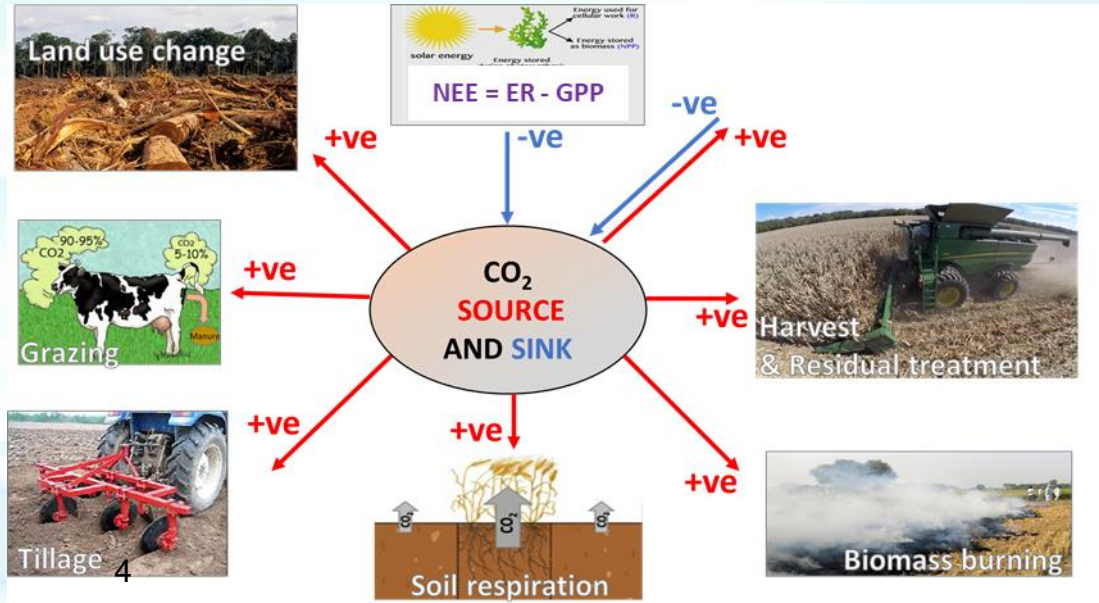 Land use change
solar energy
Energy used for
cellular work (R)
Energy stored
as biomass (NPP)
Energy stored
NEE = ER - GPP
-ve
-ve
+ve
+ve
90-95%
CO2
CO2
5-10%
Manure
Grazing
+ve
CO2
SOURCE
AND SINK
+ve
Harvest
& Residual treatment
+ve
+ve
+ve
CO2
CO2
CO2
Tillage
4
Soil respiration
Biomass burning